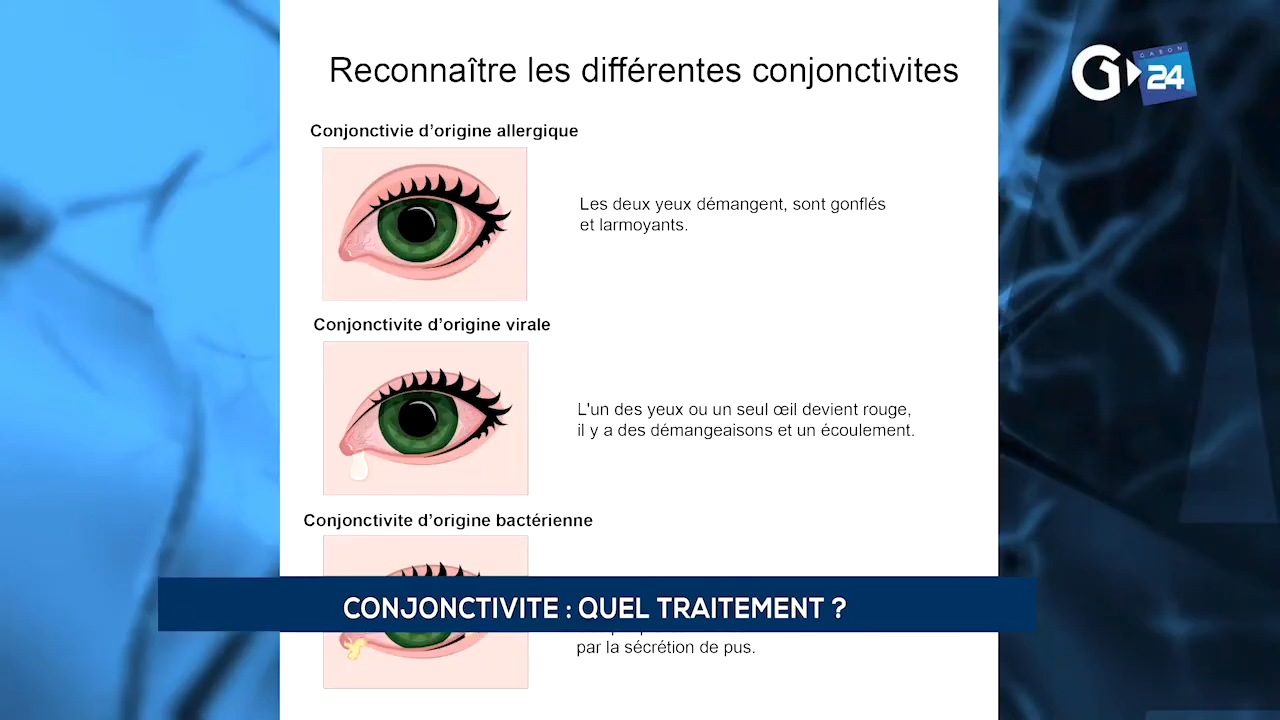 Reconnaître les différentes conjonctivites
GABON
24
Conjonctivie d’origine allergique
Les deux yeux démangent, sont gonflés
et larmoyants.
Conjonctivite d’origine virale
L'un des yeux ou un seul œil devient rouge,
il y a des démangeaisons et un écoulement.
Conjonctivite d’origine bactérienne
CONJONCTIVITE : QUEL TRAITEMENT ?
par la sécrétion de pus.